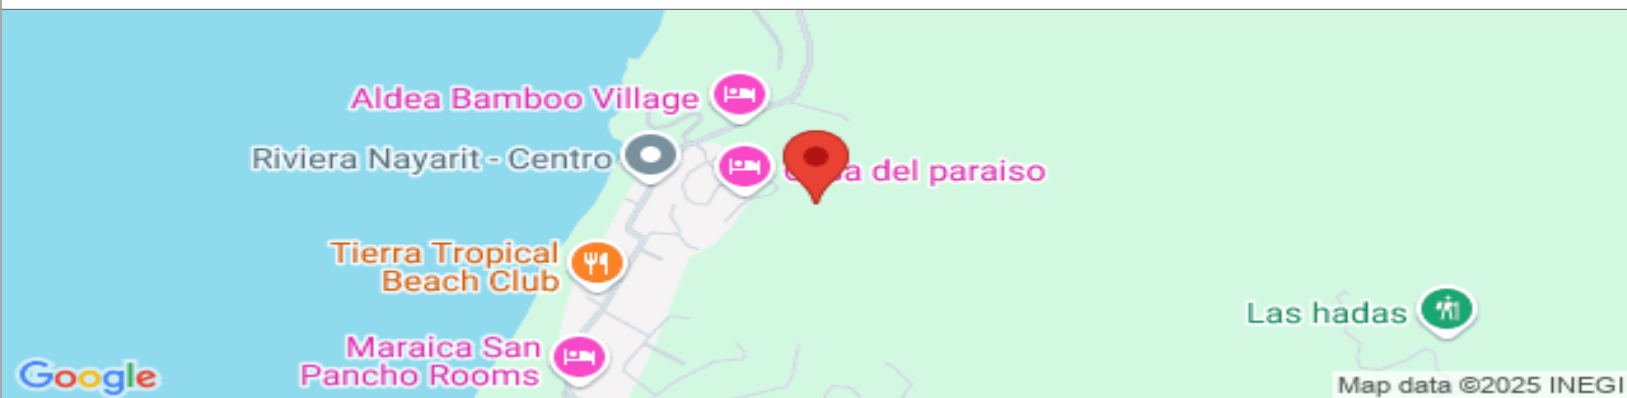 Aldea Bamboo Village
Riviera Nayarit - Centro
del paraiso
Tierra Tropical
Beach Club
Las hadas
Maraica San
Pancho Rooms
Google
Map data ©2025 INEGI